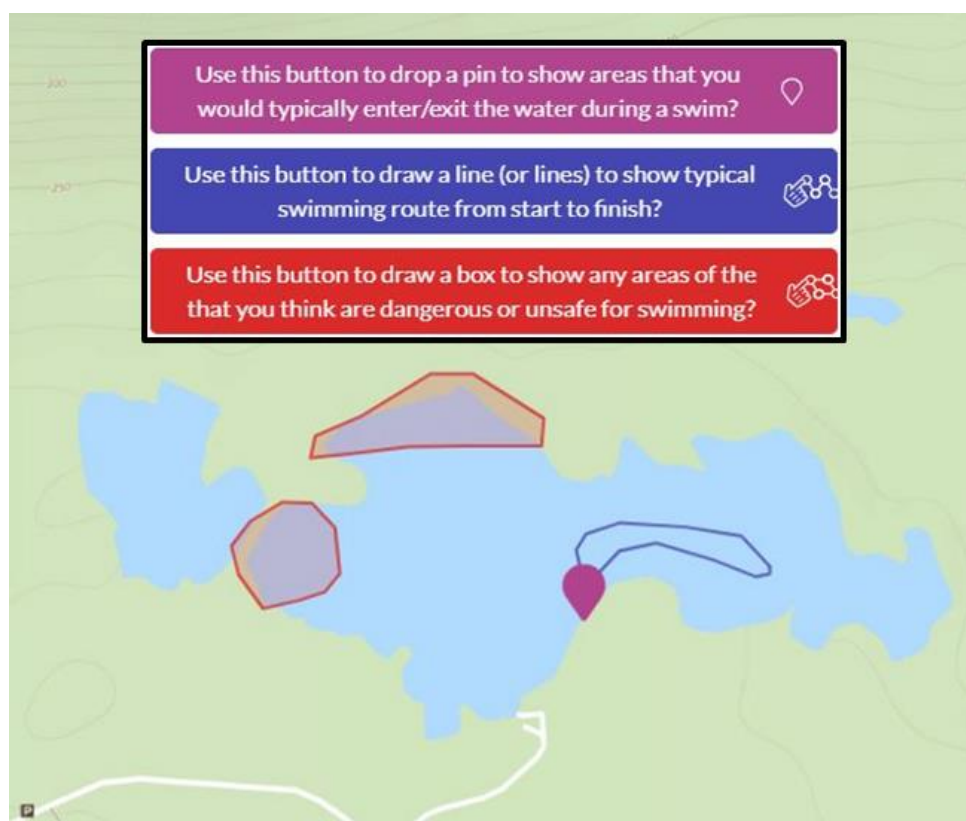 Use this button to drop a pin to show areas that you
would typically enter/exit the water during a swim?
Use this button to draw a line (or lines) to show typical
swimming route from start to finish?
Use this button to draw a box to show any areas of the
that you think are dangerous or unsafe for swimming?
250
P